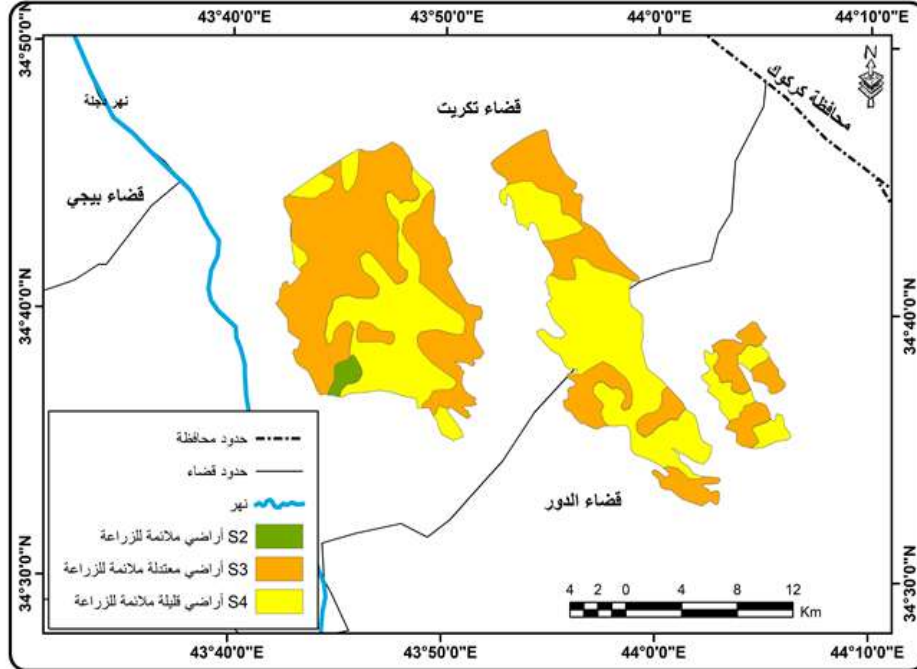 43°40'0"E
43°50'0"E
44°0'0"E
44°10'0"E
34°50'0"N
34°50'0"N
N
محافظة كركوك
نهر دجلة
قضاء تكريت
قضاء بيجي
34°40'0"N
34°40'0"N
قضاء الدور
حدود محافظة
حدود قضاء
نهر
S2 أراضي ملائمة للزراعة
S3 أراضي معتدلة ملائمة للزراعة
S4 أراضي قليلة ملائمة للزراعة
34°30'0"N
34°30'0"N
4 2 0 4 8 12
Km
43°40'0"E
43°50'0"E
44°0'0"E
44°10'0"E